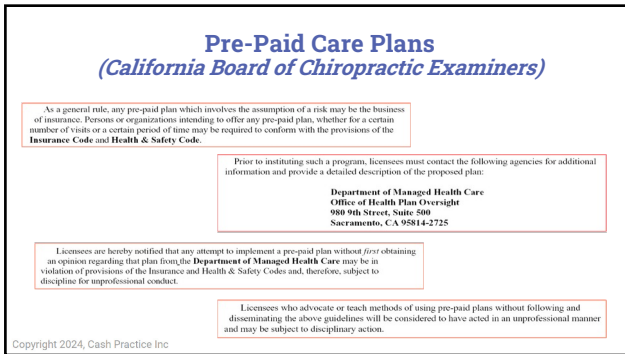 Pre-Paid Care Plans
(California Board of Chiropractic Examiners)
As a general rule, any pre-paid plan which involves the assumption of a risk may be the business
of insurance. Persons or organizations intending to offer any pre-paid plan, whether for a certain
number of visits or a certain period of time may be required to conform with the provisions of the
Insurance Code and Health & Safety Code.
Prior to instituting such a program, licensees must contact the following agencies for additional
information and provide a detailed description of the proposed plan:
Department of Managed Health Care
Office of Health Plan Oversight
980 9th Street, Suite 500
Sacramento, CA 95814-2725
Licensees are hereby notified that any attempt to implement a pre-paid plan without first obtaining
an opinion regarding that plan from the Department of Managed Health Care may be in
violation of provisions of the Insurance and Health & Safety Codes and, therefore, subject to
discipline for unprofessional conduct.
Licensees who advocate or teach methods of using pre-paid plans without following and
disseminating the above guidelines will be considered to have acted in an unprofessional manner
and may be subject to disciplinary action.
Copyright 2024, Cash Practice Inc